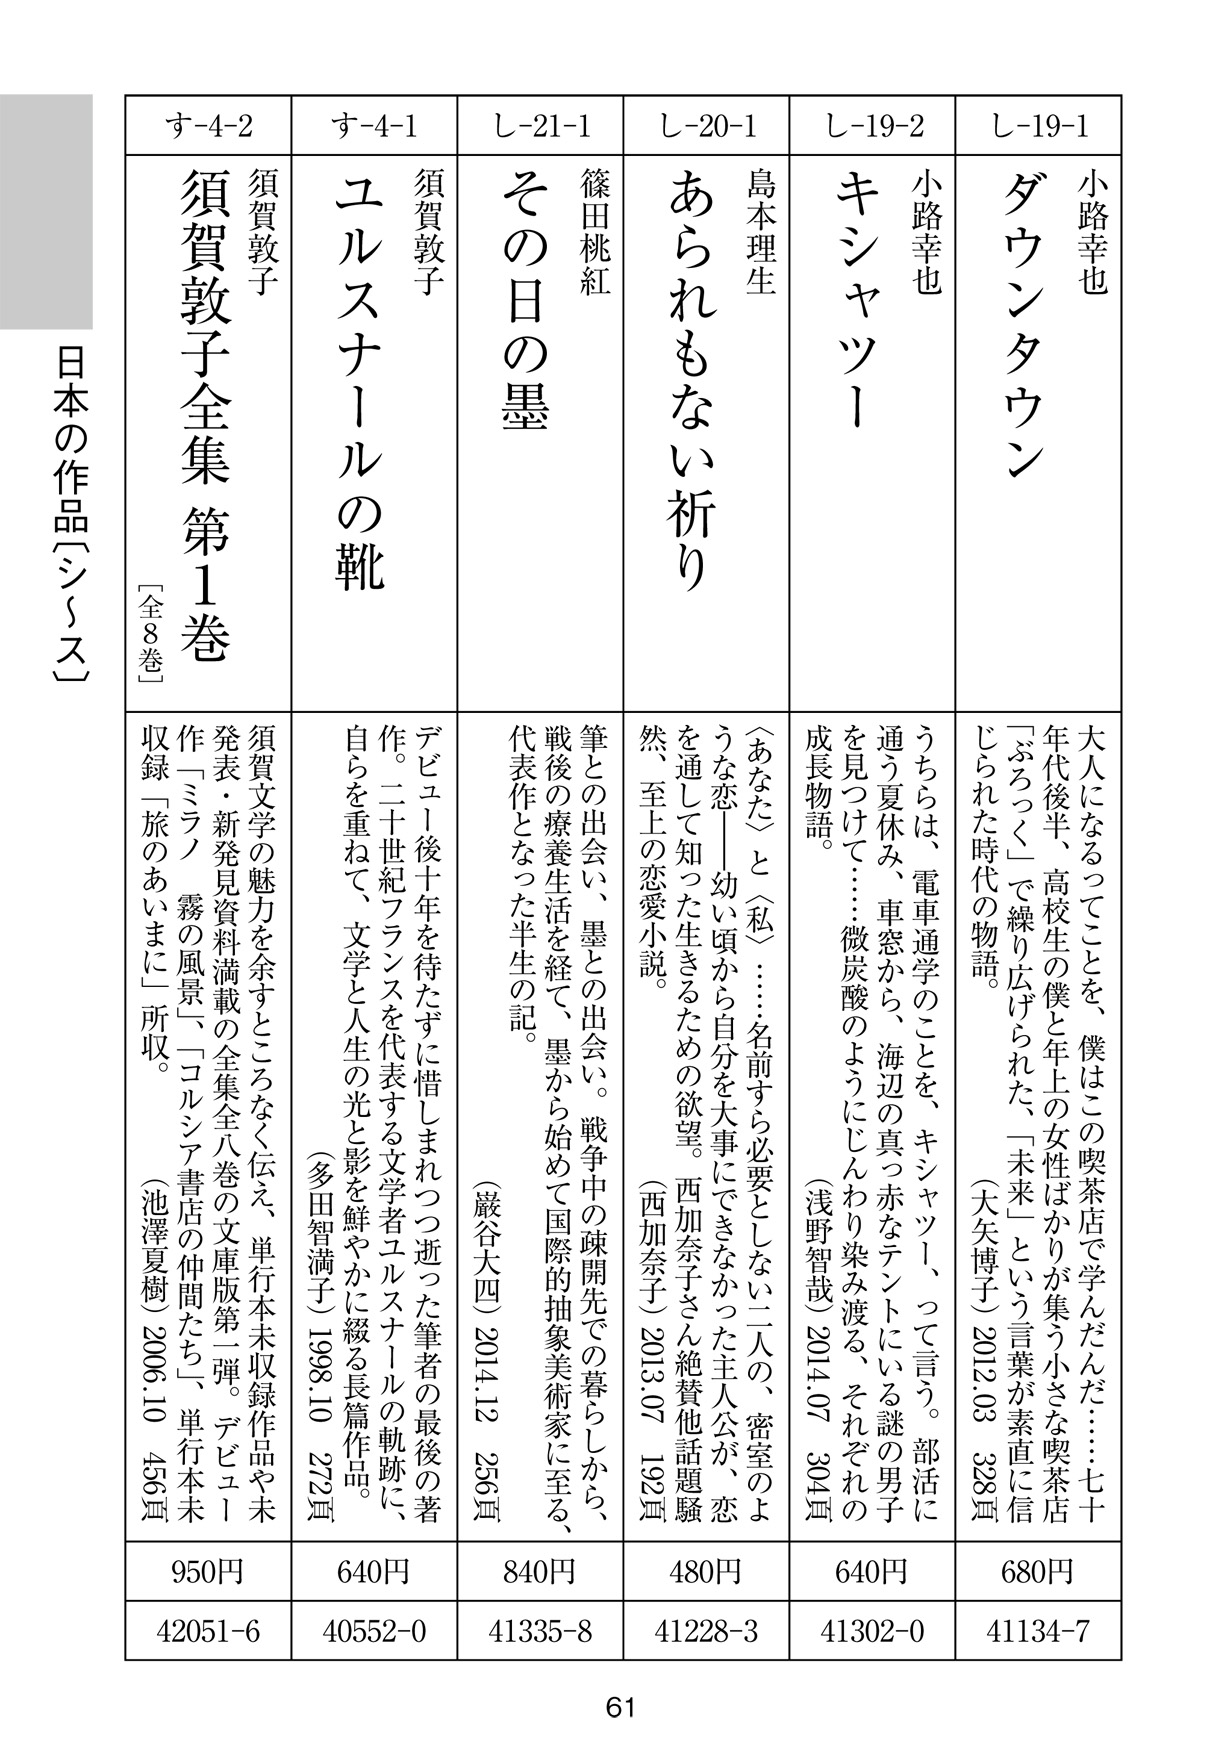 し-19-1
小路幸也
ダウンタウン
大人になるってことを、僕はこの喫茶店で学んだんだ……七十
年代後半、高校生の僕と年上の女性ばかりが集う小さな喫茶店
「ぶろっく」で繰り広げられた、「未来」という言葉が素直に信
じられた時代の物語。
（大矢博子）2012.03 328頁
680円
41134-7
し-19-2
小路幸也
キシャツー
うちらは、電車通学のことを、キシャツー、って言う。部活に
通う夏休み、車窓から、海辺の真っ赤なテントにいる謎の男子
を見つけて……微炭酸のようにじんわり染み渡る、それぞれの
成長物語。
（浅野智哉）2014.07 304頁
640円
41302-0
し-20-1
島本理生
あられもない祈り
〈あなた〉と〈私〉……名前すら必要としない二人の、密室のよ
うな恋――幼い頃から自分を大事にできなかった主人公が、恋
を通して知った生きるための欲望。西加奈子さん絶賛他話題騒
然、至上の恋愛小説。
（西加奈子）2013.07 192頁
480円
41228-3
し-21-1
篠田桃紅
その日の墨
筆との出会い、墨との出会い。戦争中の疎開先での暮らしから、
戦後の療養生活を経て、墨から始めて国際的抽象美術家に至る、
代表作となった半生の記。
（巖谷大四）2014.12 256頁
840円
41335-8
す-4-1
須賀敦子
ユルスナールの靴
デビュー後十年を待たずに惜しまれつつ逝った筆者の最後の著
作。二十世紀フランスを代表する文学者ユルスナールの軌跡に、
自らを重ねて、文学と人生の光と影を鮮やかに綴る長篇作品。
（多田智満子）1998.10 272頁
640円
40552-0
す-4-2
須賀敦子
須賀敦子全集 第1巻
［全8巻］
須賀文学の魅力を余すところなく伝え、単行本未収録作品や未
発表・新発見資料満載の全集全八巻の文庫版第一弾。デビュー
作「ミラノ 霧の風景」、「コルシア書店の仲間たち」、単行本未
収録「旅のあいまに」所収。
（池澤夏樹）2006.10 456頁
950円
42051-6
日本の作品〔シ～ス〕
61